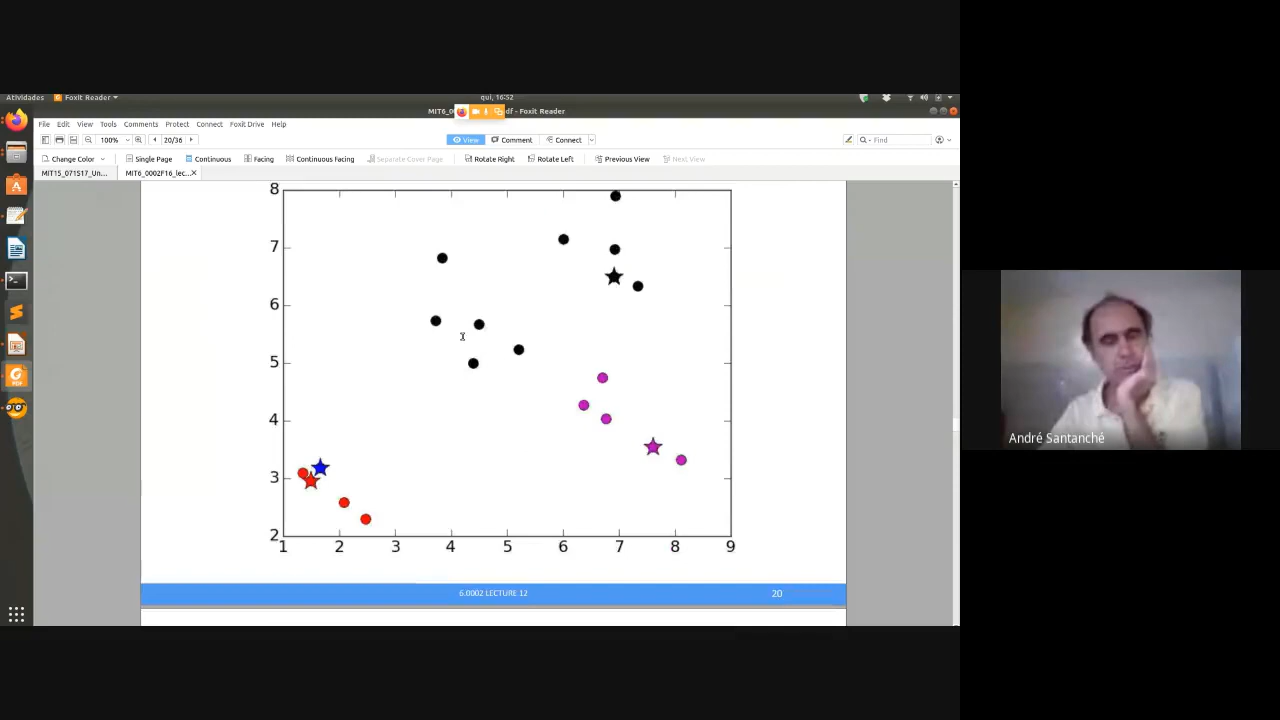 Atividades Foxit Reader qui, 16:52
MIT6_0 df - Foxit Reader
File Edit View Tools Comments Protect Connect Foxit Drive Help
100% 20/36 View Comment Connect Find
Change Color Single Page Continuous Facing Continuous Facing Separate Cover Page Rotate Right Rotate Left Previous View Next View
MIT15_071S17_Un... MIT6_0002F16_lec...
8
7
6
5
4
3
2
1 2 3 4 5 6 7 8 9
6.0002 LECTURE 12 20
André Santanché